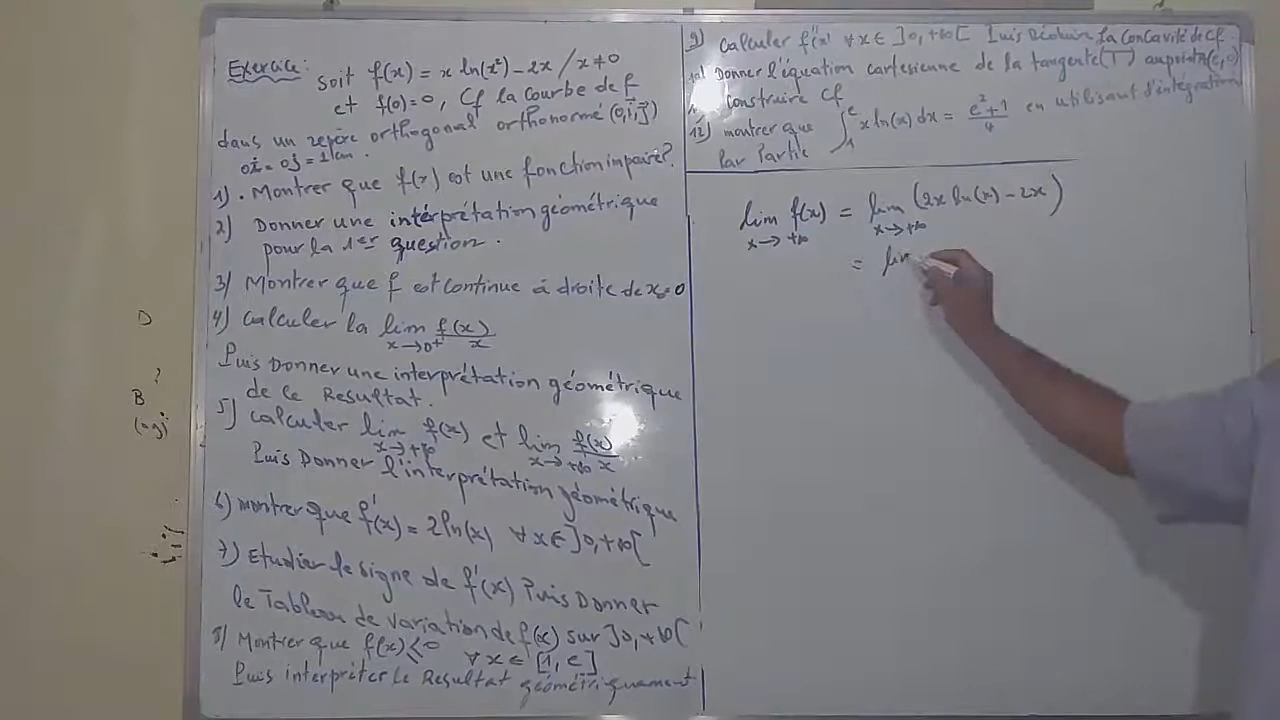 Exercice: Soit f(x) = x ln(x²) - 2x / x≠0
et f(0)=0, Cf la courbe de f
dans un repère orthogonal orthonormé (0,i,j)
oi = oj = 1cm.
1) . Montrer que f(x) est une fonction impaire?
2) Donner une intérprétation géométrique
pour la 1er question.
3) Montrer que f est continue à droite de x₀=0
4) calculer la lim f(x)/x
x→0⁺
Puis Donner une interprétation géométrique
de ce Resultat.
5) calculer lim f(x) et lim f(x)/x
x→+∞ x→+∞
Puis Donner l'interprétation géométrique
6) montrer que f'(x) = 2ln(x) ∀x∈]0,+∞[
7) Etudier le signe de f'(x) Puis Donner
le Tableau de variation de f(x) sur ]0,+∞[
8) Montrer que f(x) ≤ 0 ∀x∈ [1,e]
Puis interpréter le Resultat géométriquement
9) calculer f''(x) ∀x∈]0,+∞[ Puis Déduire la concavité de Cf.
Donner l'équation cartesienne de la tangente (T) au point (e,0)
construire Cf
12) montrer que ∫₁ᵉ x ln(x) dx = e²+1/4 en utilisant d'intégration
Par Partie
lim f(x) = lim (2x ln(x) - 2x)
x→+∞ x→+∞
= lim
D
?
B